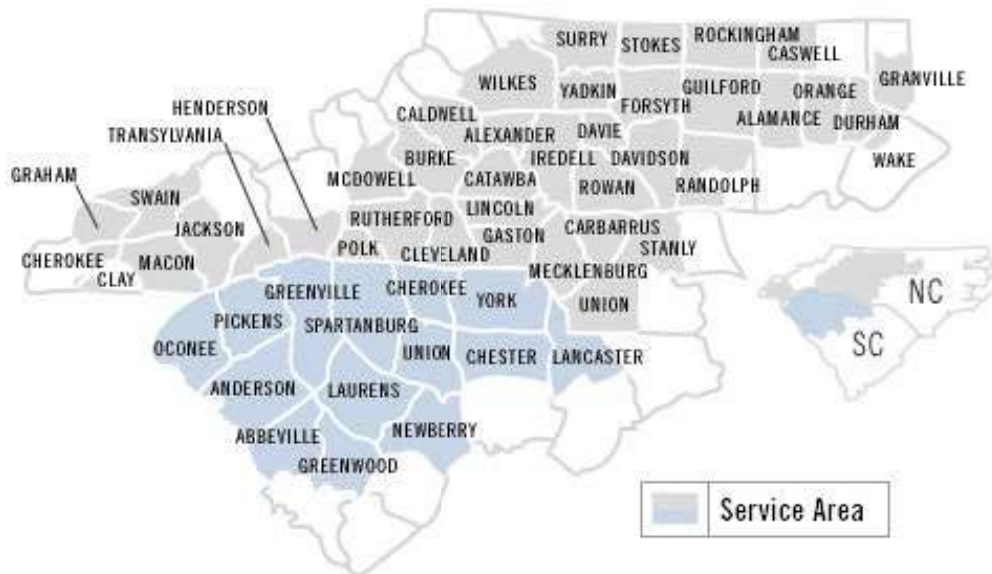 SURRY
STOKES
ROCKINGHAM
CASWELL
GRANVILLE
WILKES
YADKIN
FORSYTH
GUILFORD
ORANGE
ALAMANCE
DURHAM
WAKE
HENDERSON
TRANSYLVANIA
CALDWELL
ALEXANDER
DAVIE
BURKE
IREDELL
DAVIDSON
MCDOWELL
CATAWBA
ROWAN
RANDOLPH
GRAHAM
SWAIN
JACKSON
RUTHERFORD
LINCOLN
CARBARRUS
POLK
CLEVELAND
GASTON
STANLY
CHEROKEE
CLAY
MACON
MECKLENBURG
UNION
GREENVILLE
CHEROKEE
YORK
PICKENS
SPARTANBURG
OCONEE
UNION
CHESTER
LANCASTER
ANDERSON
LAURENS
ABBEVILLE
NEWBERRY
GREENWOOD
NC
SC
Service Area